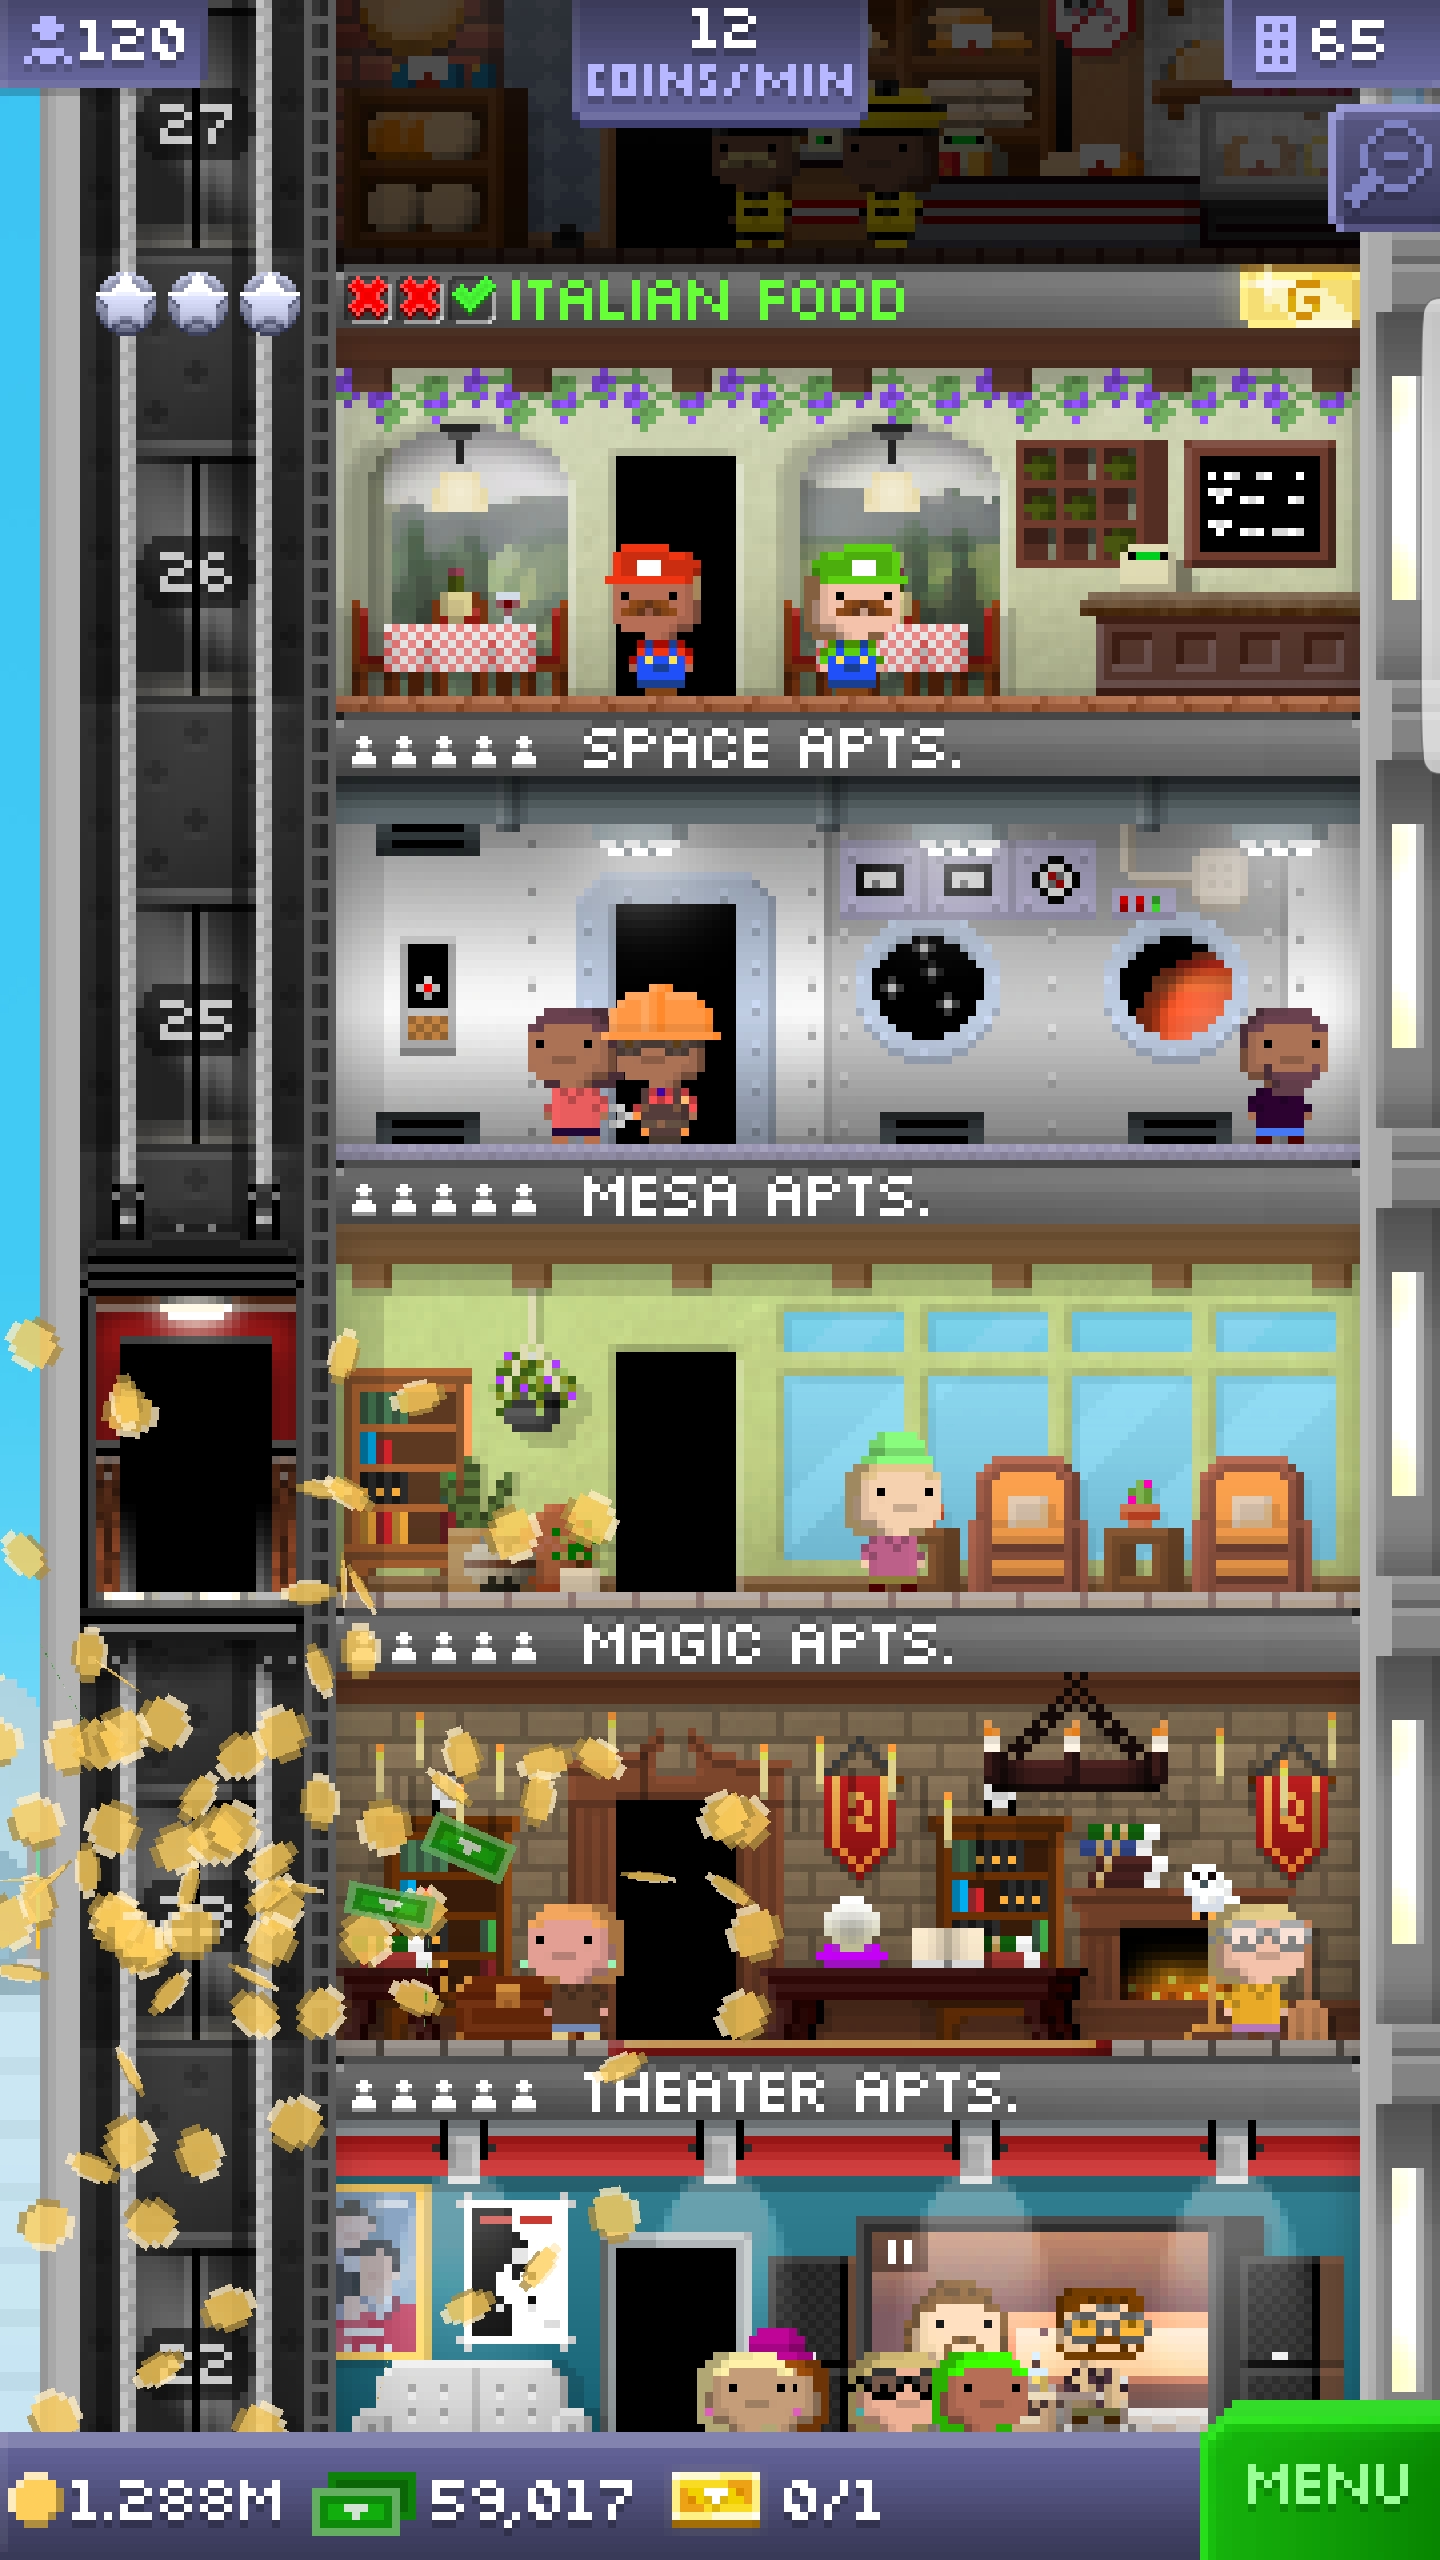 120
12
COINS/MIN
65
27
ITALIAN FOOD
G
26
SPACE APTS.
25
MESA APTS.
MAGIC APTS.
THEATER APTS.
1.288M
59,017
0/1
MENU